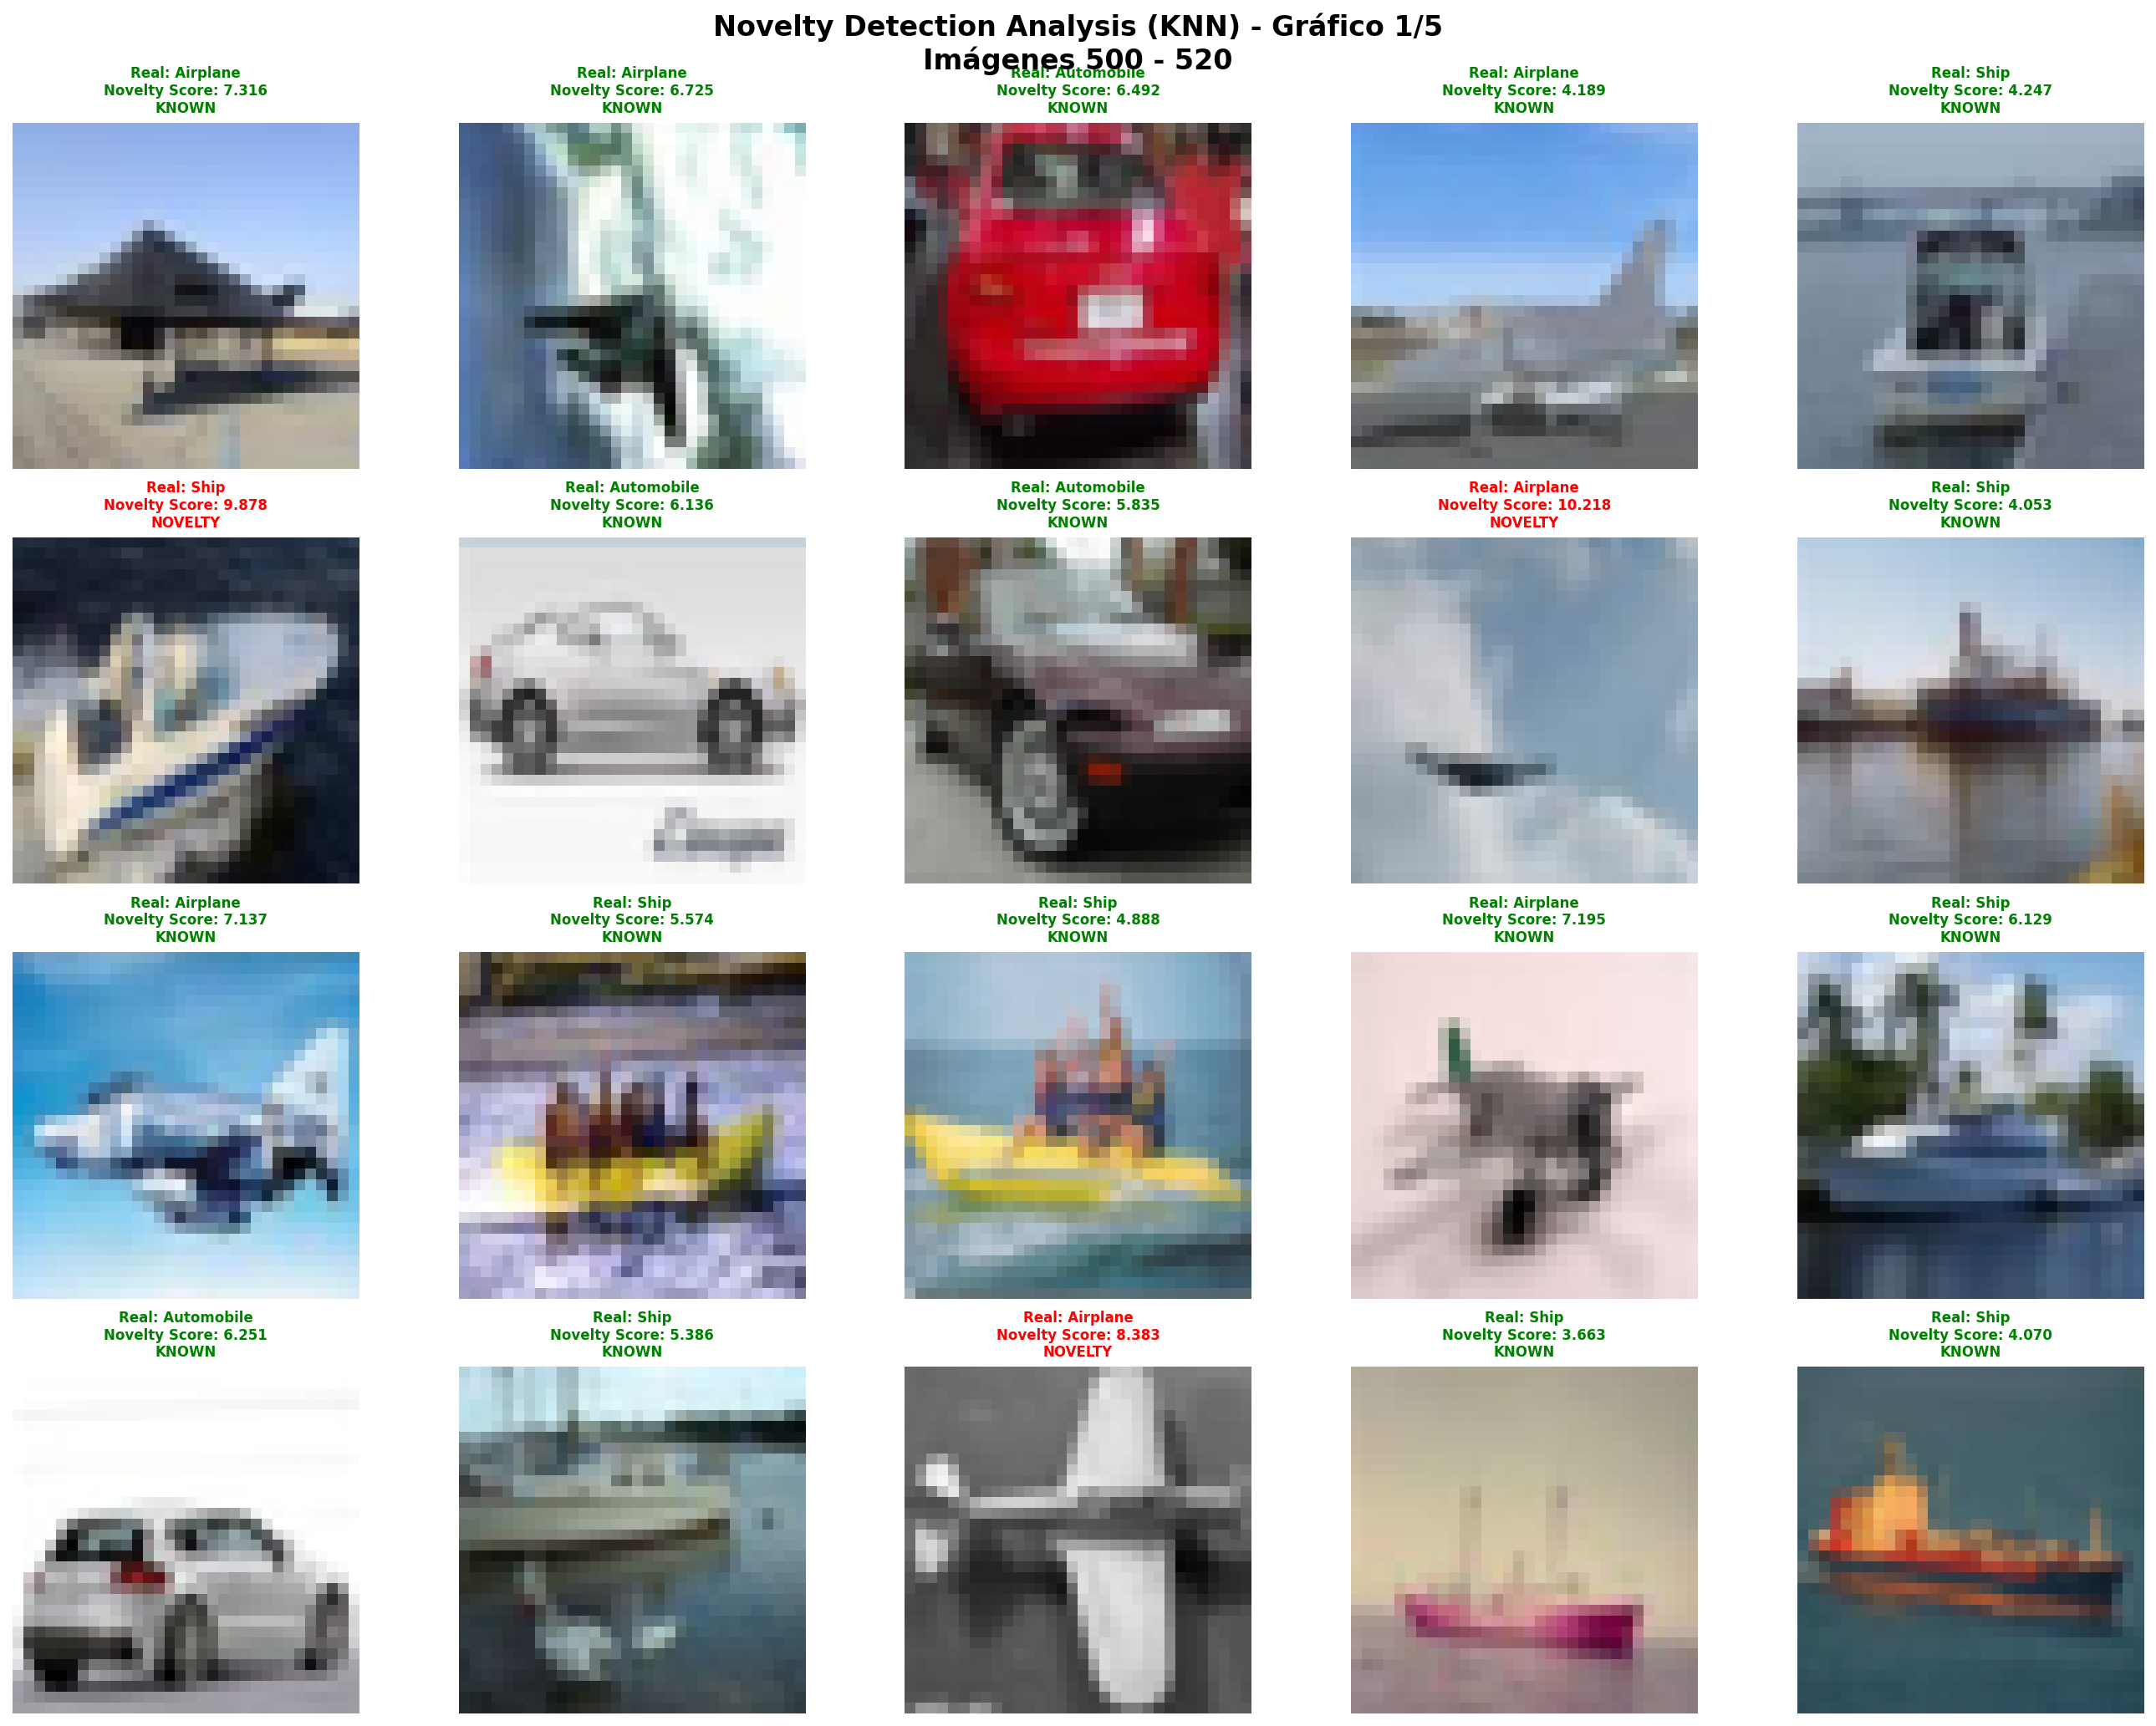 Novelty Detection Analysis (KNN) - Gráfico 1/5
Imágenes 500 - 520
Real: Airplane
Novelty Score: 7.316
KNOWN
Real: Airplane
Novelty Score: 6.725
KNOWN
Real: Automobile
Novelty Score: 6.492
KNOWN
Real: Airplane
Novelty Score: 4.189
KNOWN
Real: Ship
Novelty Score: 4.247
KNOWN
Real: Ship
Novelty Score: 9.878
NOVELTY
Real: Automobile
Novelty Score: 6.136
KNOWN
Real: Automobile
Novelty Score: 5.835
KNOWN
Real: Airplane
Novelty Score: 10.218
NOVELTY
Real: Ship
Novelty Score: 4.053
KNOWN
Real: Airplane
Novelty Score: 7.137
KNOWN
Real: Ship
Novelty Score: 5.574
KNOWN
Real: Ship
Novelty Score: 4.888
KNOWN
Real: Airplane
Novelty Score: 7.195
KNOWN
Real: Ship
Novelty Score: 6.129
KNOWN
Real: Automobile
Novelty Score: 6.251
KNOWN
Real: Ship
Novelty Score: 5.386
KNOWN
Real: Airplane
Novelty Score: 8.383
NOVELTY
Real: Ship
Novelty Score: 3.663
KNOWN
Real: Ship
Novelty Score: 4.070
KNOWN